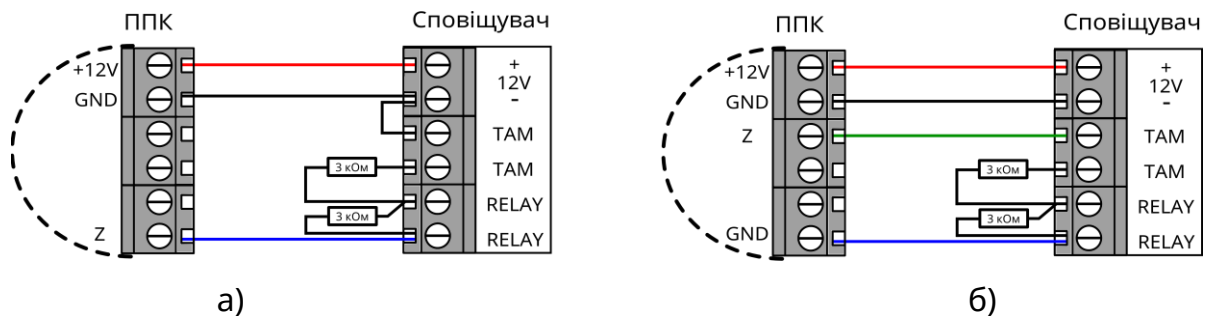 ППК
Сповіщувач
+12V
GND
Z
+
12V
-
TAM
TAM
RELAY
RELAY
3 кОм
3 кОм
а)
ППК
Сповіщувач
+12V
GND
Z
GND
+
12V
-
TAM
TAM
RELAY
RELAY
3 кОм
3 кОм
б)